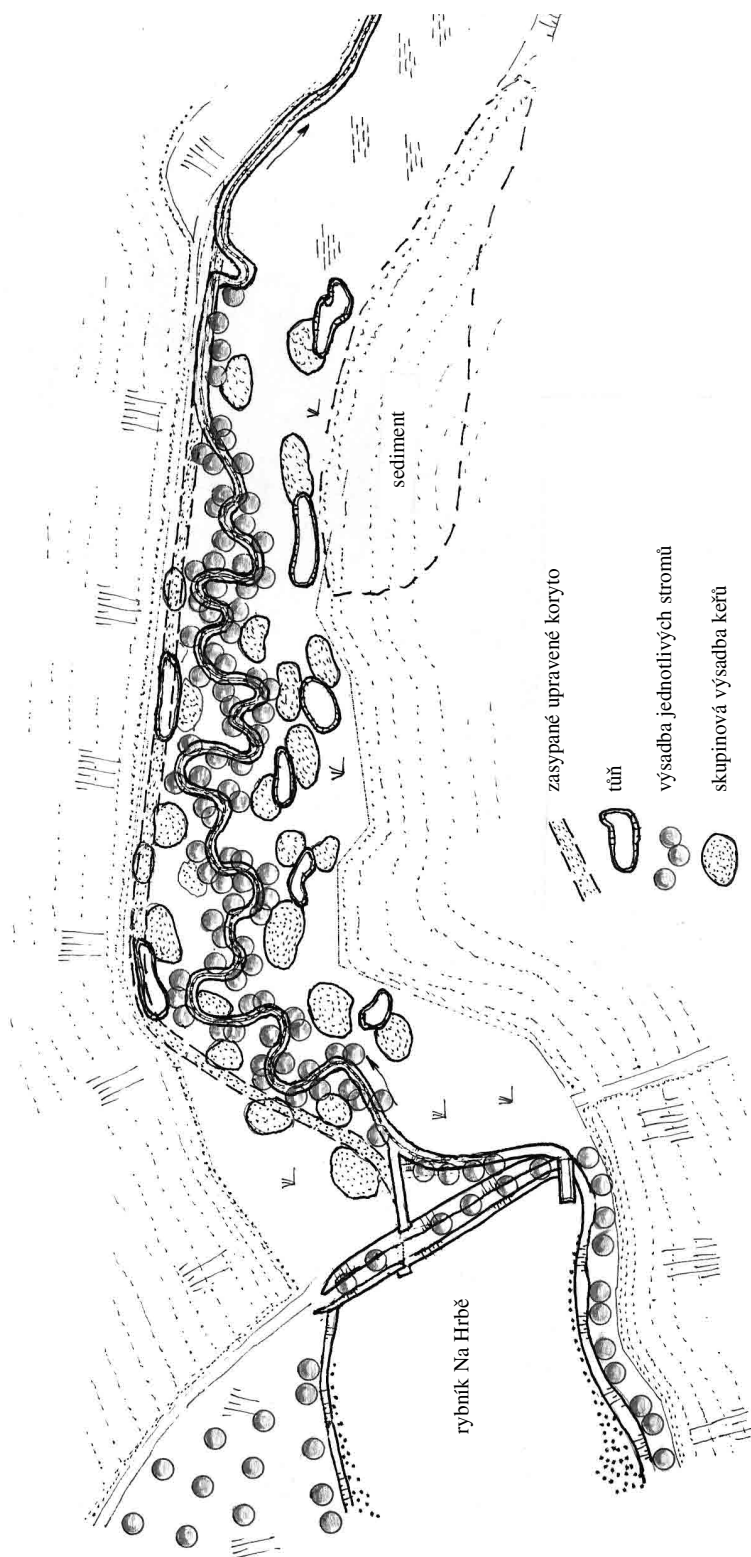 rybník Na Hrbě
sediment
zasypané upravené koryto
tůň
výsadba jednotlivých stromů
skupinová výsadba keřů